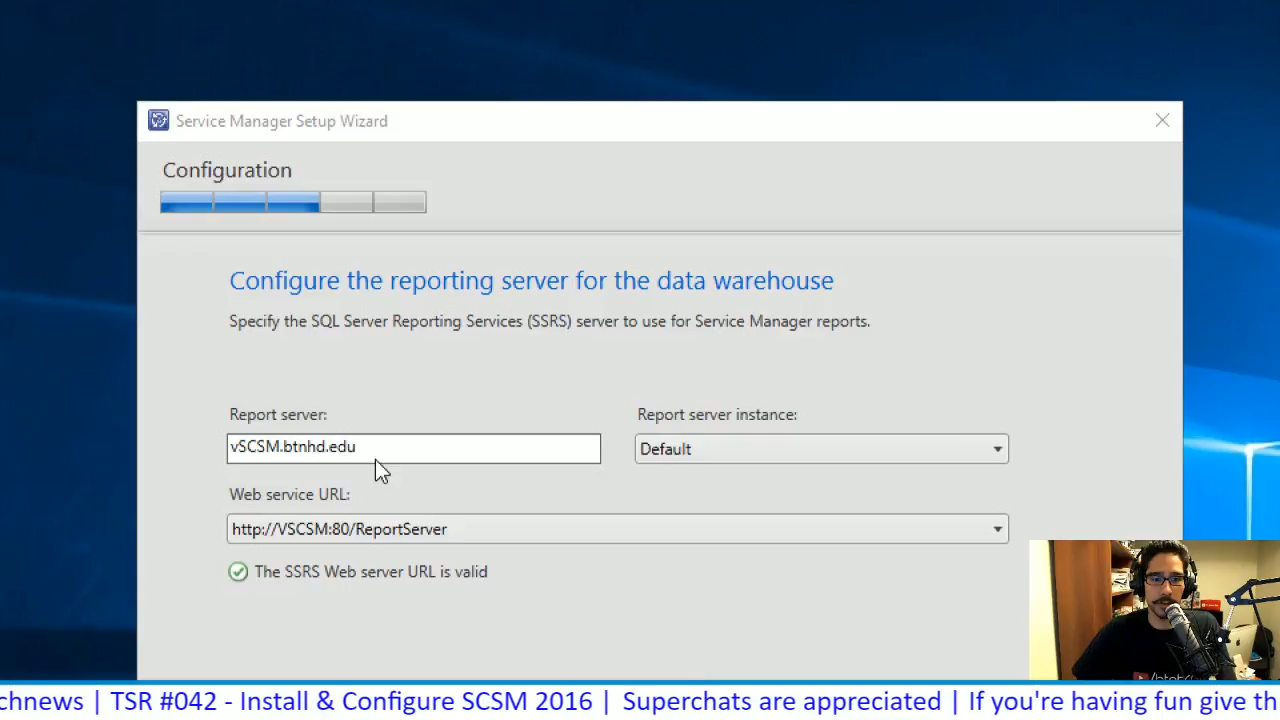 Service Manager Setup Wizard
Configuration
Configure the reporting server for the data warehouse
Specify the SQL Server Reporting Services (SSRS) server to use for Service Manager reports.
Report server:
Report server instance:
vSCSM.btnhd.edu
Default
Web service URL:
http://VSCSM:80/ReportServer
The SSRS Web server URL is valid
chnews | TSR #042 - Install & Configure SCSM 2016 | Superchats are appreciated | If you're having fun give th